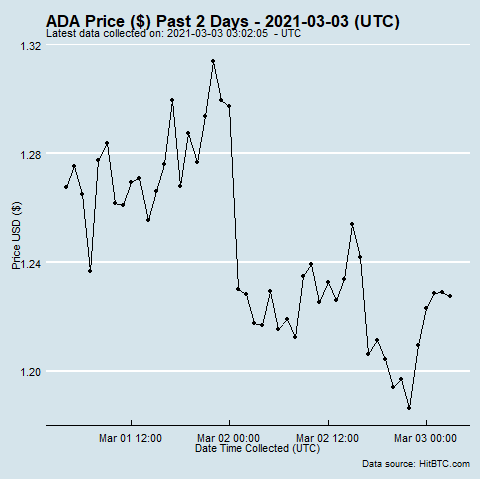 ADA Price ($) Past 2 Days - 2021-03-03 (UTC)
Latest data collected on: 2021-03-03 03:02:05  - UTC
1.32
1.28
1.24
1.20
Price USD ($)
Mar 01 12:00 Mar 02 00:00 Mar 02 12:00 Mar 03 00:00
Date Time Collected (UTC)
Data source: HitBTC.com